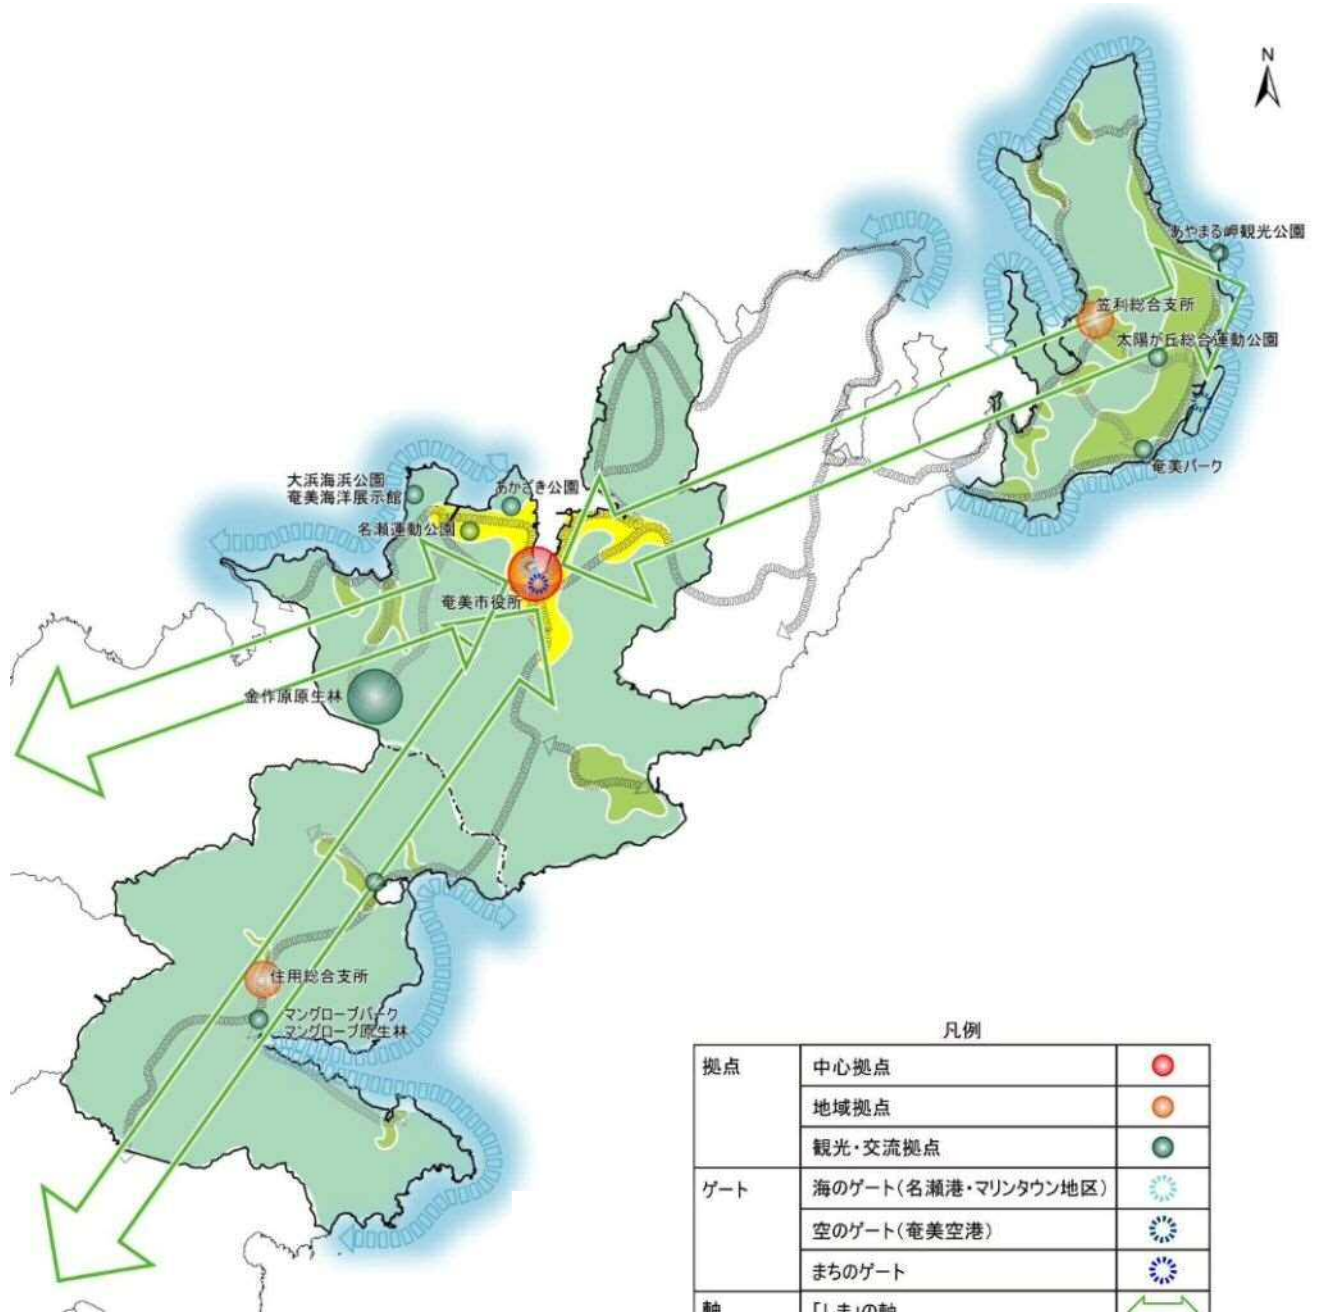 N
あやまる岬観光公園
笠利総合支所
太陽が丘総合運動公園
奄美パーク
大浜海浜公園
奄美海洋展示館
あかざき公園
名瀬運動公園
奄美市役所
金作原原生林
住用総合支所
マングローブパーク
マングローブ原生林
凡例
拠点 中心拠点
地域拠点
観光・交流拠点
ゲート 海のゲート(名瀬港・マリンタウン地区)
空のゲート(奄美空港)
まちのゲート
軸 「しま」の軸